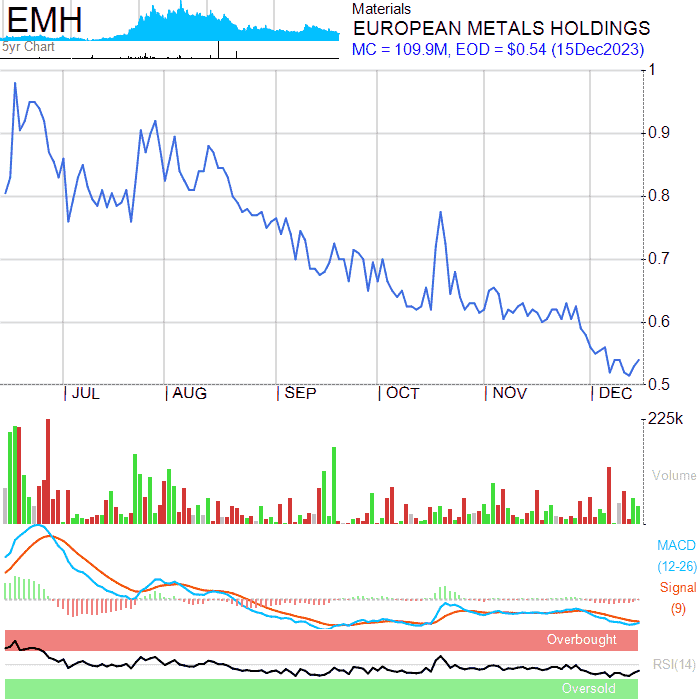 EMH
5yr Chart
Materials
EUROPEAN METALS HOLDINGS
MC = 109.9M, EOD = $0.54 (15Dec2023)
1
0.9
0.8
0.7
0.6
0.5
JUL AUG SEP OCT NOV DEC
225k
Volume
MACD
(12-26)
Signal
(9)
Overbought
RSI(14)
Oversold